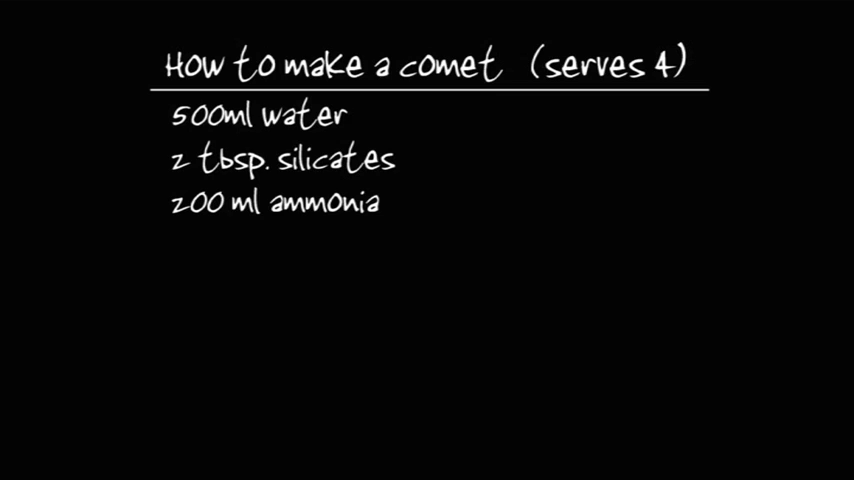 How to make a comet (serves 4)
500ml water
2 tbsp. silicates
200 ml ammonia